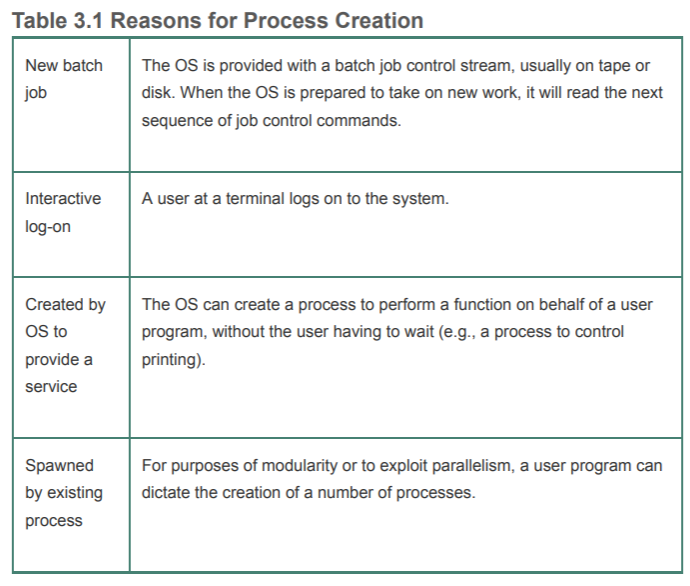 Table 3.1 Reasons for Process Creation
New batch
job
The OS is provided with a batch job control stream, usually on tape or
disk. When the OS is prepared to take on new work, it will read the next
sequence of job control commands.
Interactive
log-on
A user at a terminal logs on to the system.
Created by
OS to
provide a
service
The OS can create a process to perform a function on behalf of a user
program, without the user having to wait (e.g., a process to control
printing).
Spawned
by existing
process
For purposes of modularity or to exploit parallelism, a user program can
dictate the creation of a number of processes.